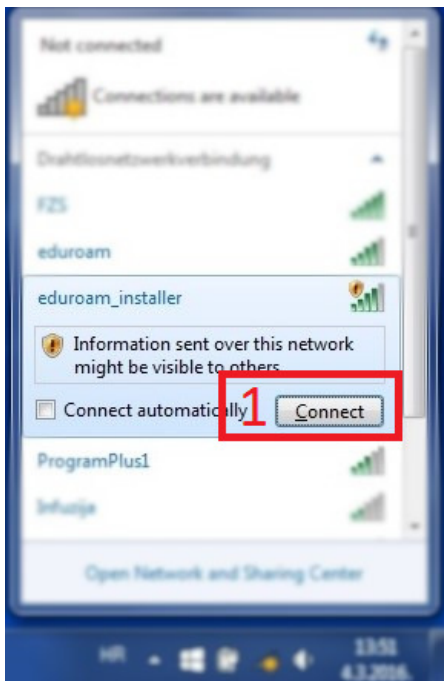 Not connected
Connections are available
Drahtlosnetzwerkverbindung
FZS
eduroam
eduroam_installer
Information sent over this network
might be visible to others
Connect automatically
1
Connect
ProgramPlus1
Infuzija
Open Network and Sharing Center
HR
13:51
4.3.2016.